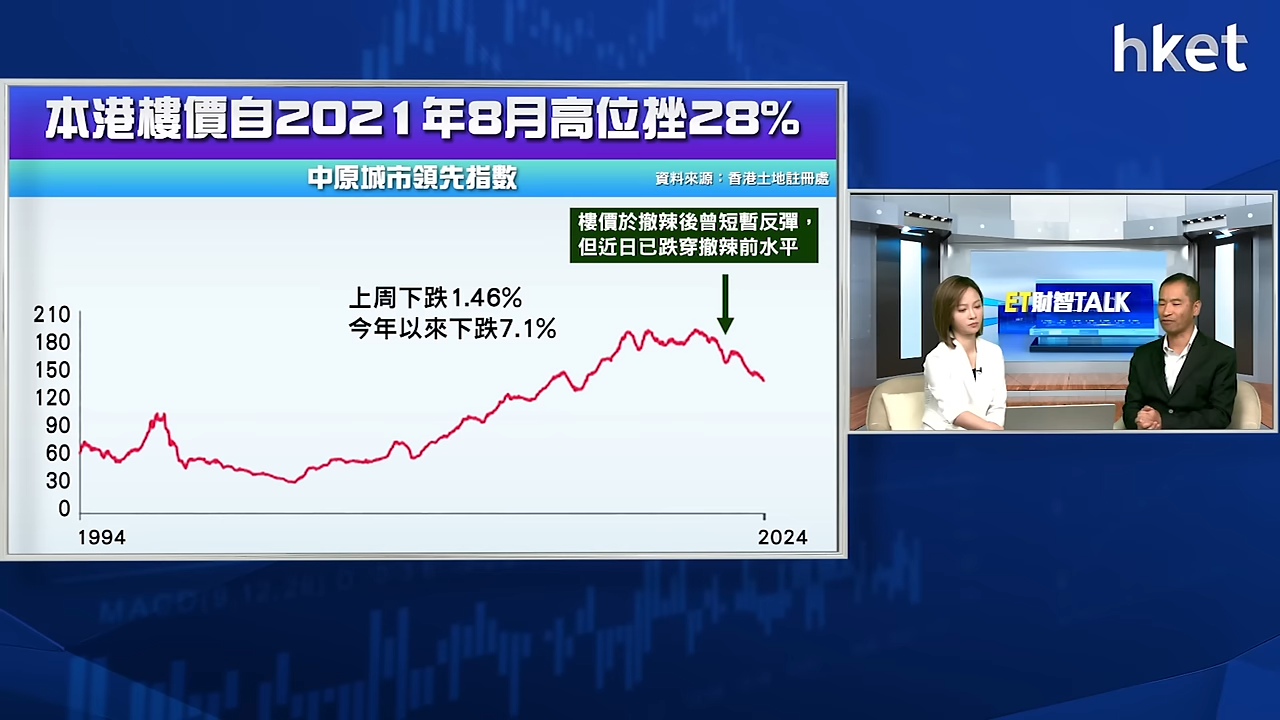 hket
本港樓價自2021年8月高位挫28%
中原城市領先指數
資料來源：香港土地註冊處
樓價於撤辣後曾短暫反彈，
但近日已跌穿撤辣前水平
上周下跌1.46%
今年以來下跌7.1%
210
180
150
120
90
60
30
0
1994
2024
ET財智TALK
MACD(9,12,26)